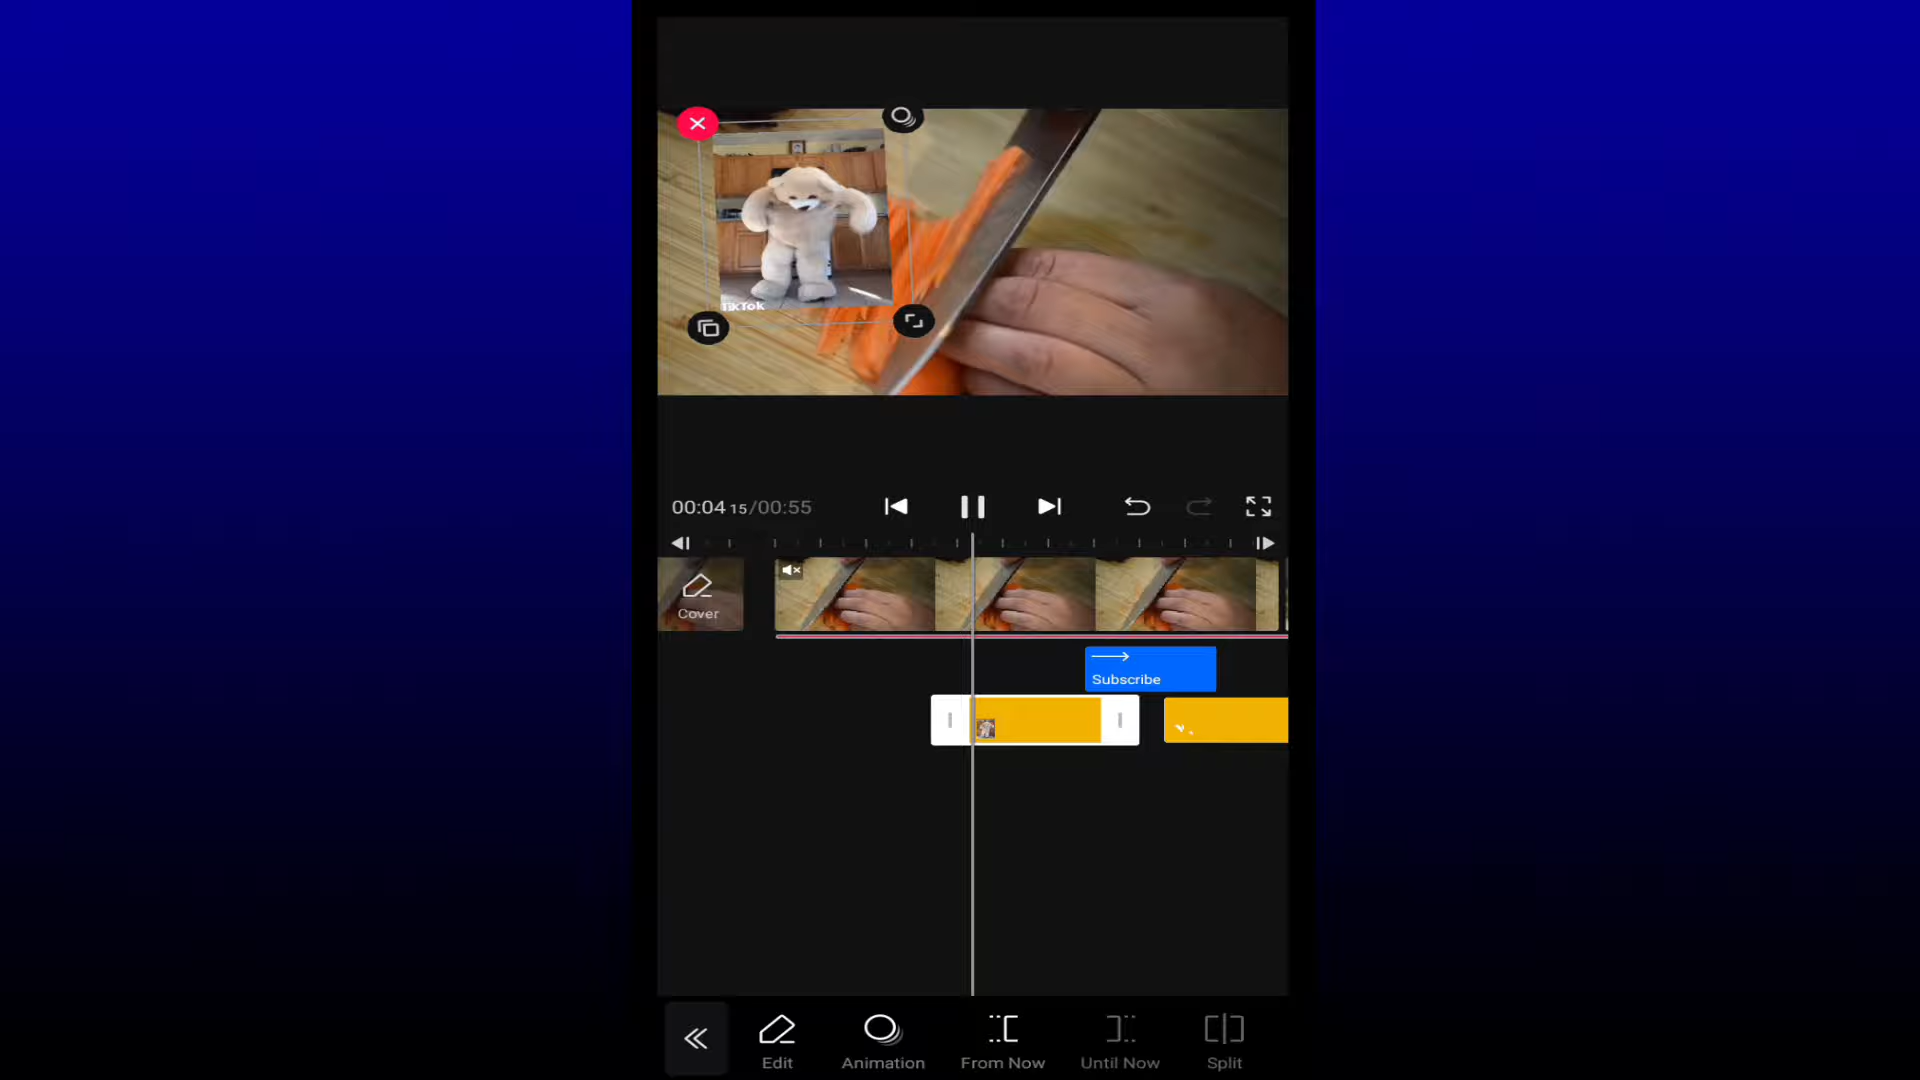 TikTok
00:04 15/00:55
Cover
Subscribe
Edit
Animation
From Now
Until Now
Split